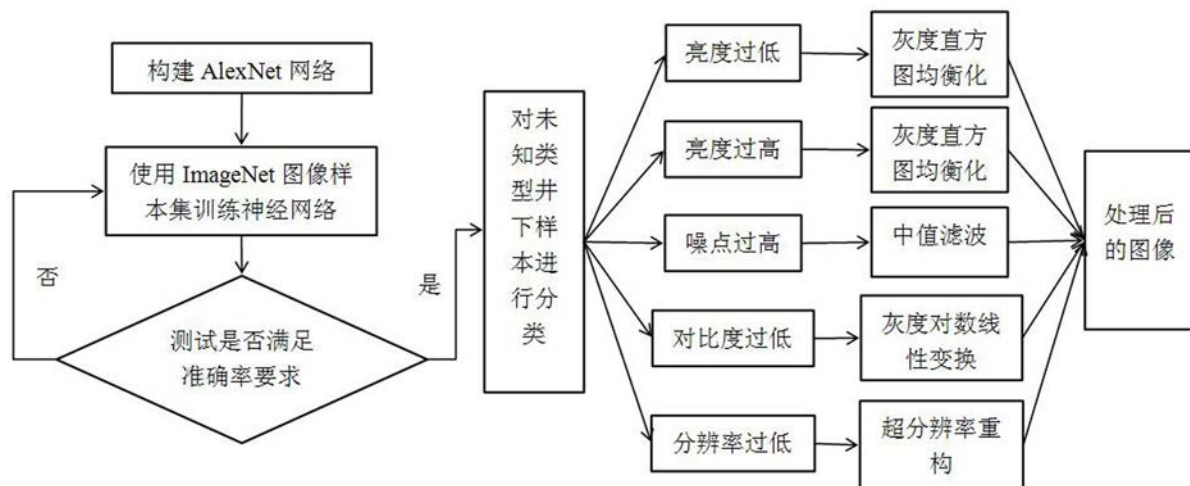 构建 AlexNet 网络
使用 ImageNet 图像样
本集训练神经网络
否
是
测试是否满足
准确率要求
对未
知类
型井
下样
本进
行分
类
亮度过低
灰度直方
图均衡化
亮度过高
灰度直方
图均衡化
噪点过高
中值滤波
对比度过低
灰度对数线
性变换
分辨率过低
超分辨率重
构
处理后
的图像